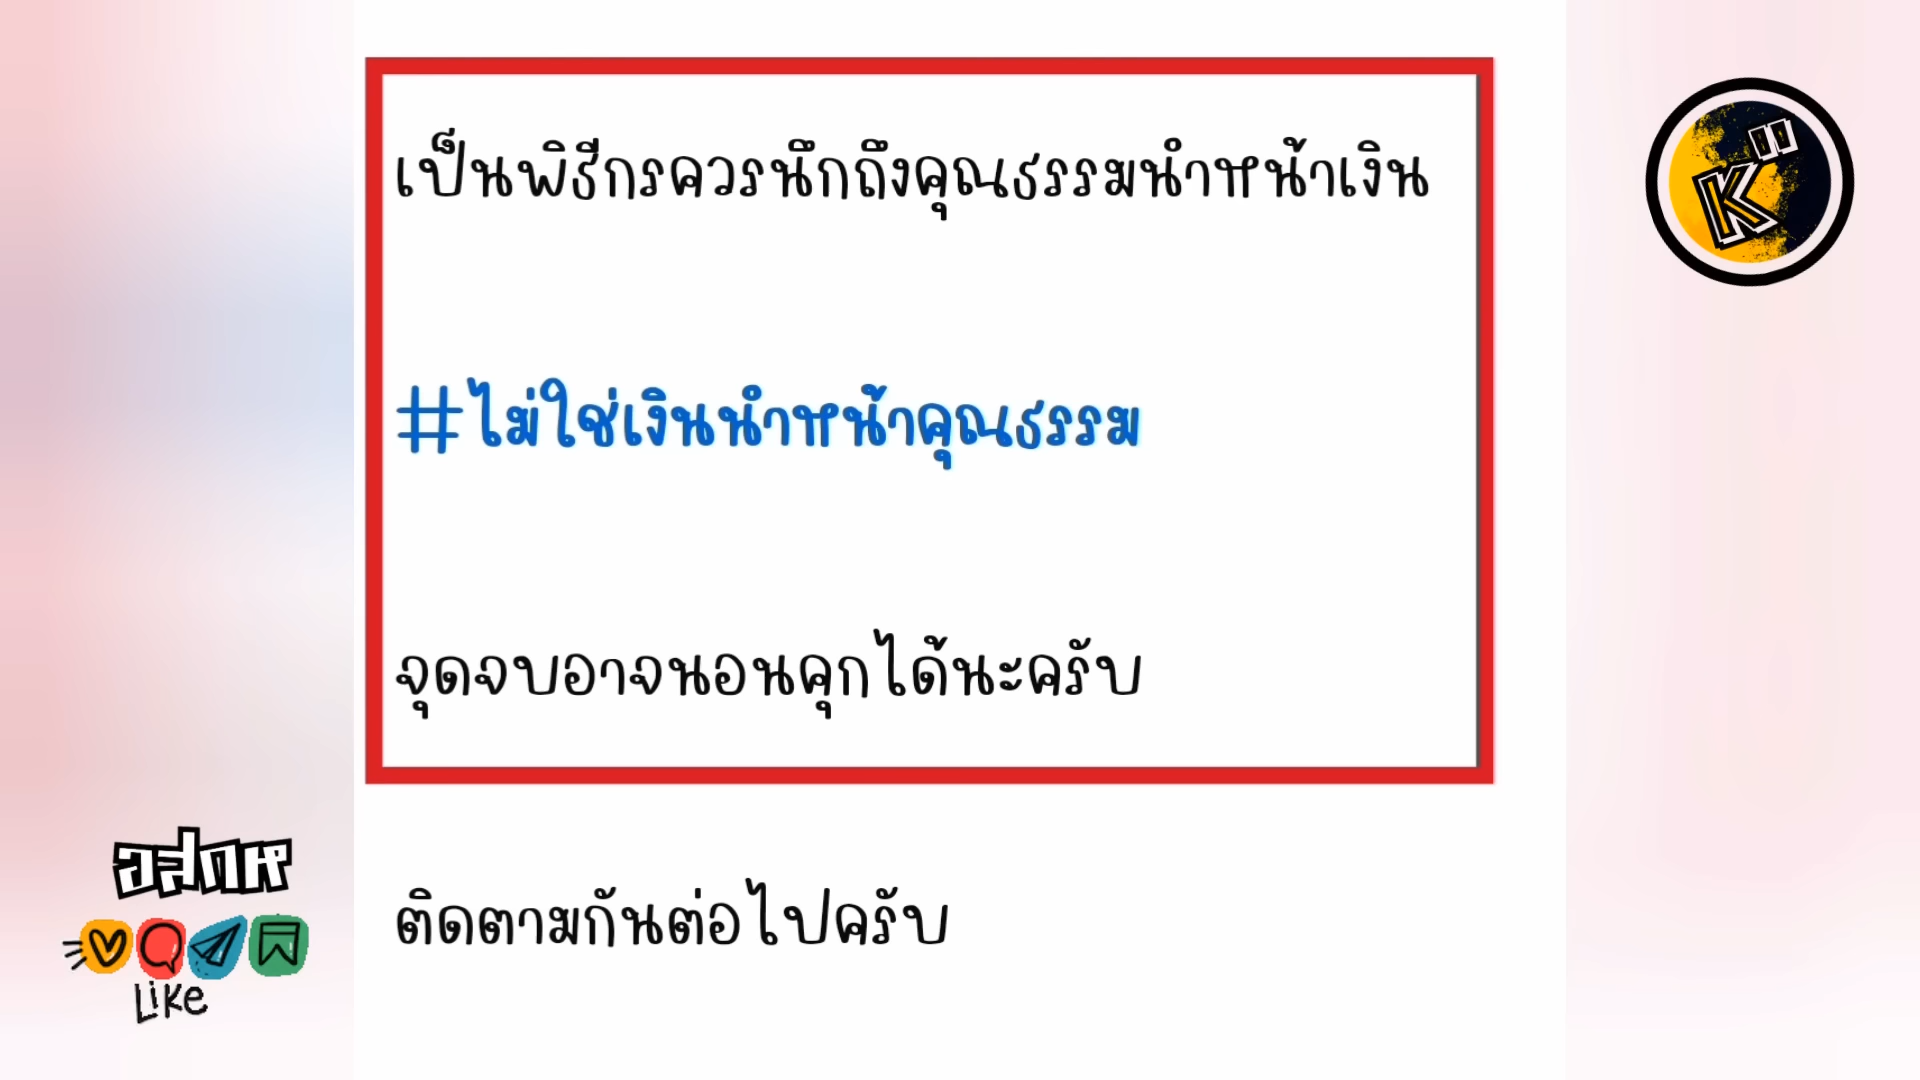 เป็นพิธีกรควรนึกถึงคุณธรรมนำหน้าเงิน
K"
#ไม่ใช่เงินนำหน้าคุณธรรม
จุดจบอาจนอนคุกได้นะครับ
อสกห
ติดตามกันต่อไปครับ
LIKE